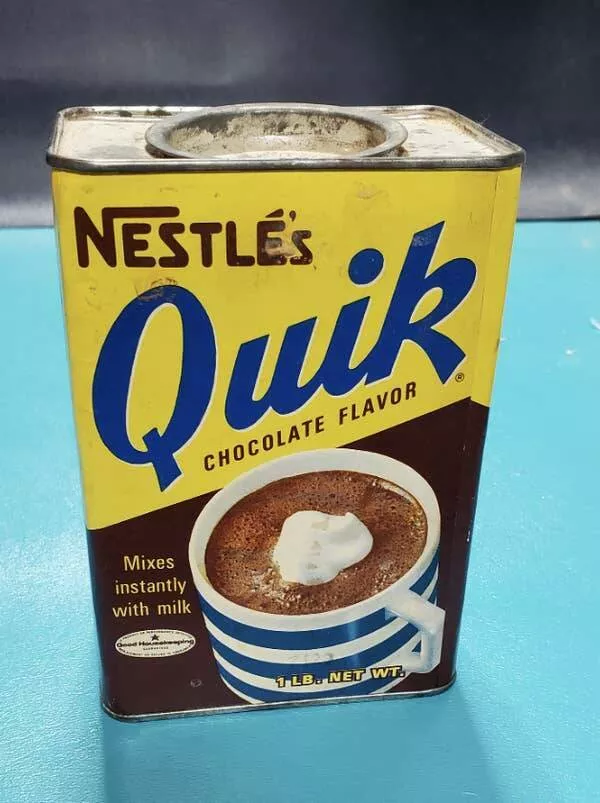 NESTLÉ'S
Quik®
CHOCOLATE FLAVOR
Mixes
instantly
with milk
Good Housekeeping
1 LB. NET WT.